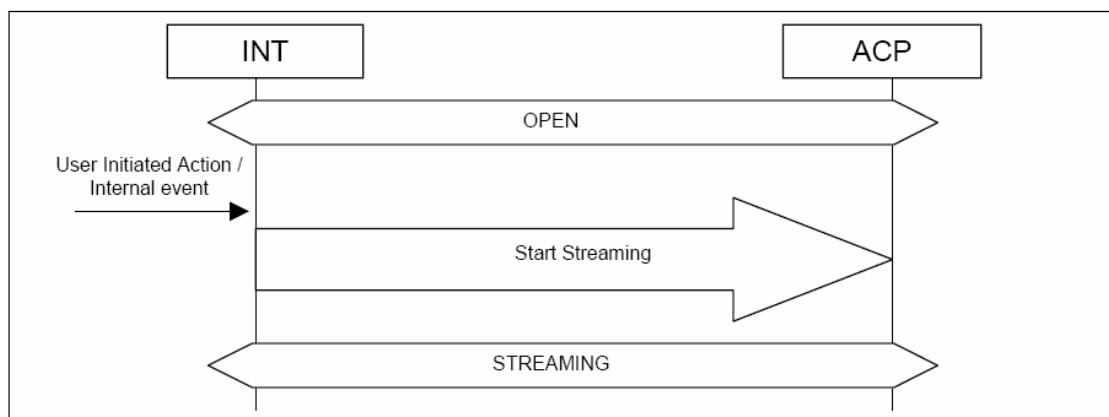 INT
ACP
OPEN
User Initiated Action /
Internal event
Start Streaming
STREAMING